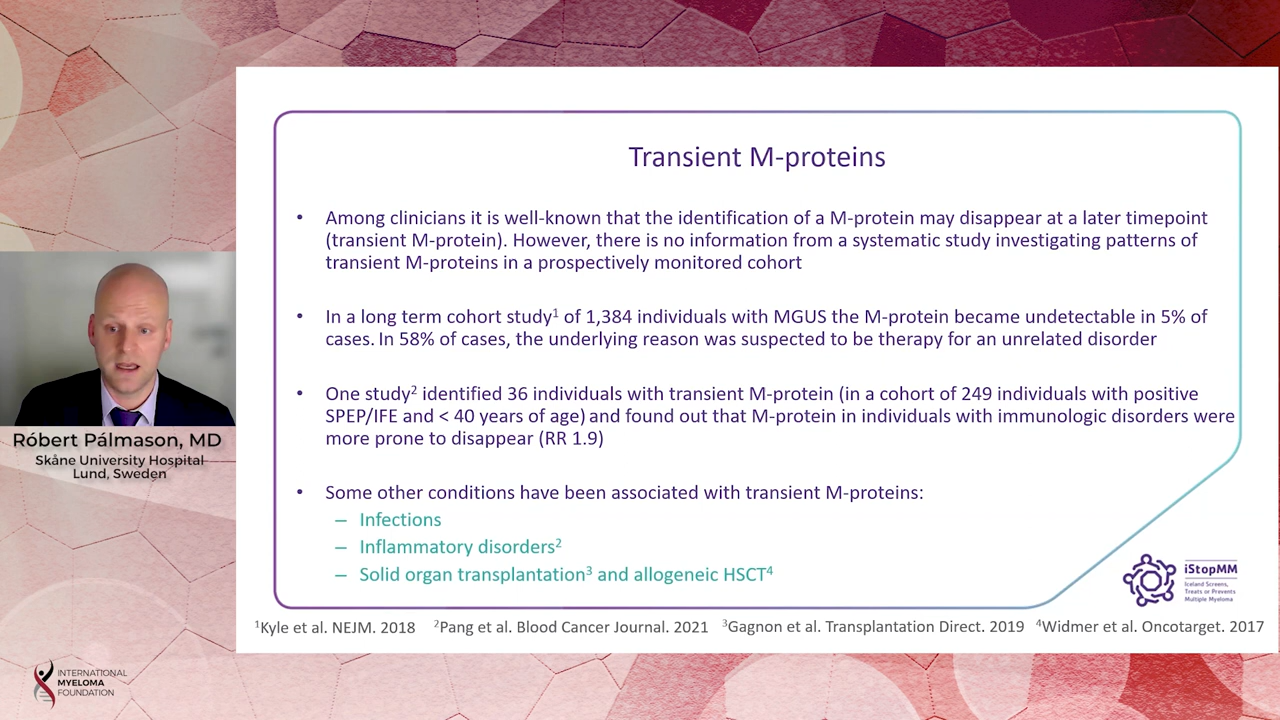 Transient M-proteins
• Among clinicians it is well-known that the identification of a M-protein may disappear at a later timepoint
(transient M-protein). However, there is no information from a systematic study investigating patterns of
transient M-proteins in a prospectively monitored cohort
• In a long term cohort study¹ of 1,384 individuals with MGUS the M-protein became undetectable in 5% of
cases. In 58% of cases, the underlying reason was suspected to be therapy for an unrelated disorder
• One study² identified 36 individuals with transient M-protein (in a cohort of 249 individuals with positive
SPEP/IFE and < 40 years of age) and found out that M-protein in individuals with immunologic disorders were
more prone to disappear (RR 1.9)
• Some other conditions have been associated with transient M-proteins:
– Infections
– Inflammatory disorders²
– Solid organ transplantation³ and allogeneic HSCT⁴
iStopMM
Iceland Screens,
Treats or Prevents
Multiple Myeloma
¹Kyle et al. NEJM. 2018 ²Pang et al. Blood Cancer Journal. 2021 ³Gagnon et al. Transplantation Direct. 2019 ⁴Widmer et al. Oncotarget. 2017
Róbert Pálmason, MD
Skåne University Hospital
Lund, Sweden
INTERNATIONAL
MYELOMA
FOUNDATION